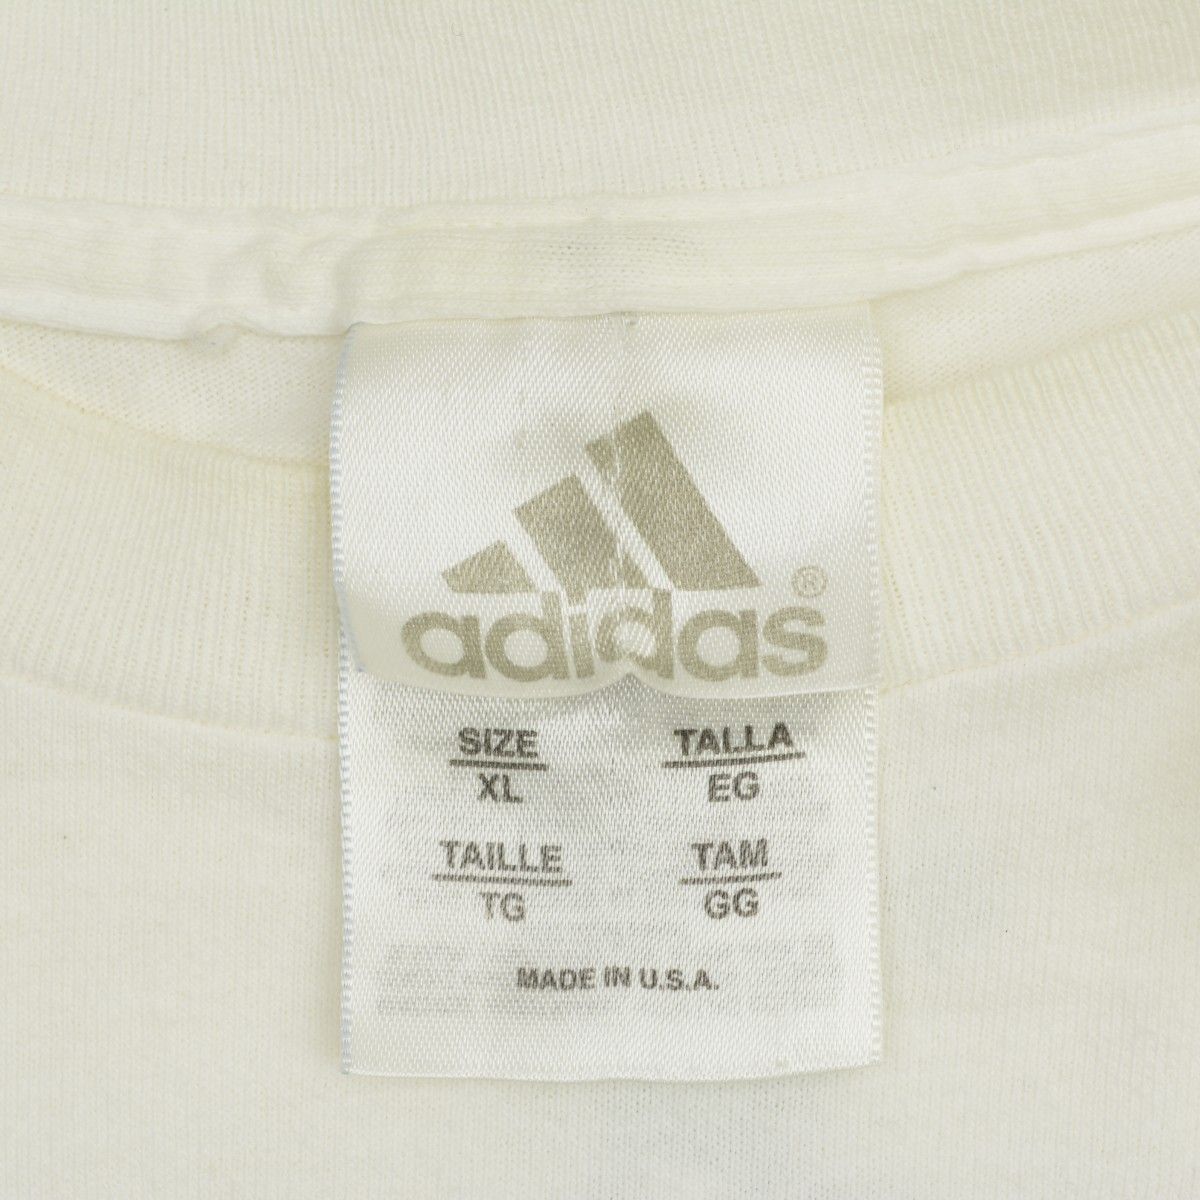 adidas®
SIZE TALLA
XL EG
TAILLE TAM
TG GG
MADE IN U.S.A.